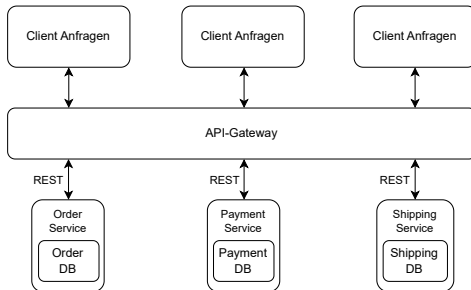 Client Anfragen
Client Anfragen
Client Anfragen
API-Gateway
REST
REST
REST
Order
Service
Order
DB
Payment
Service
Payment
DB
Shipping
Service
Shipping
DB